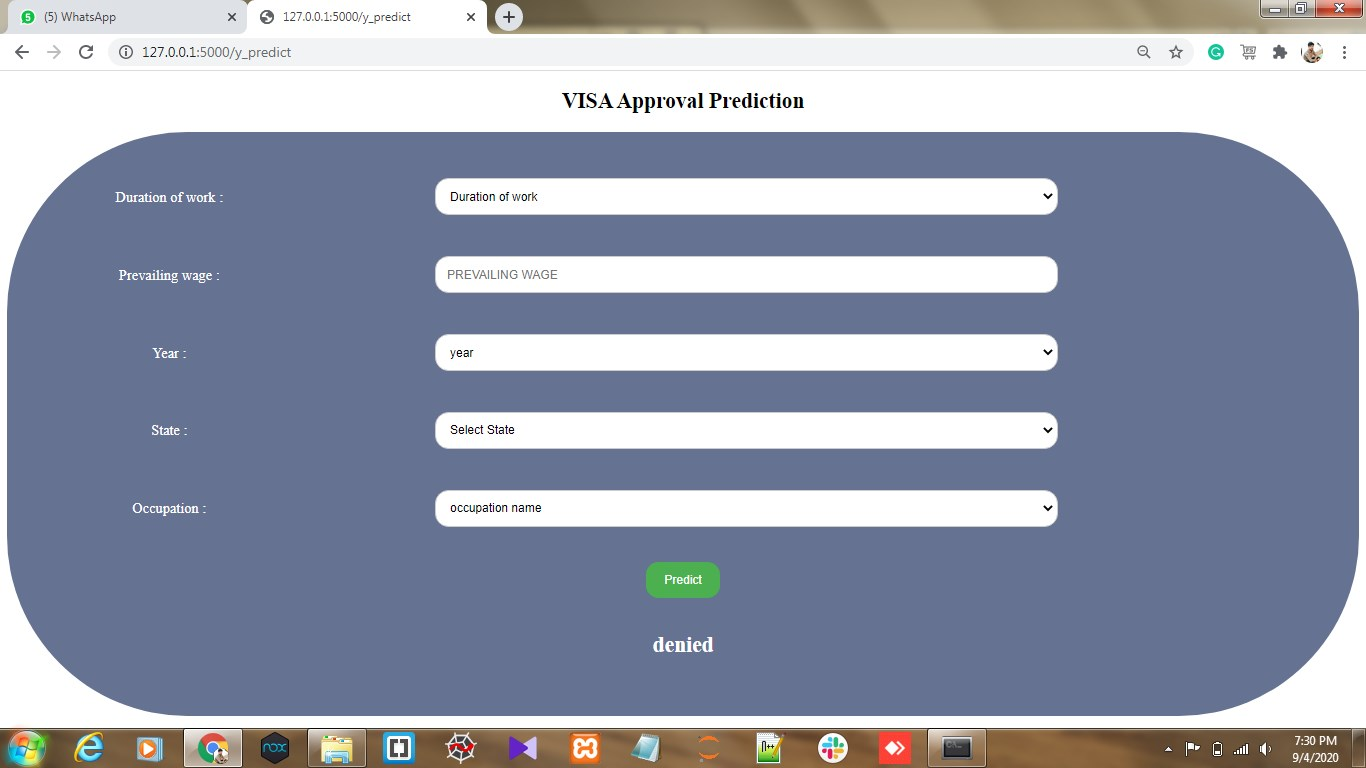 (5) WhatsApp
127.0.0.1:5000/y_predict
127.0.0.1:5000/y_predict
VISA Approval Prediction
Duration of work :
Duration of work
Prevailing wage :
PREVAILING WAGE
Year :
year
State :
Select State
Occupation :
occupation name
Predict
denied
nox
7:30 PM
9/4/2020